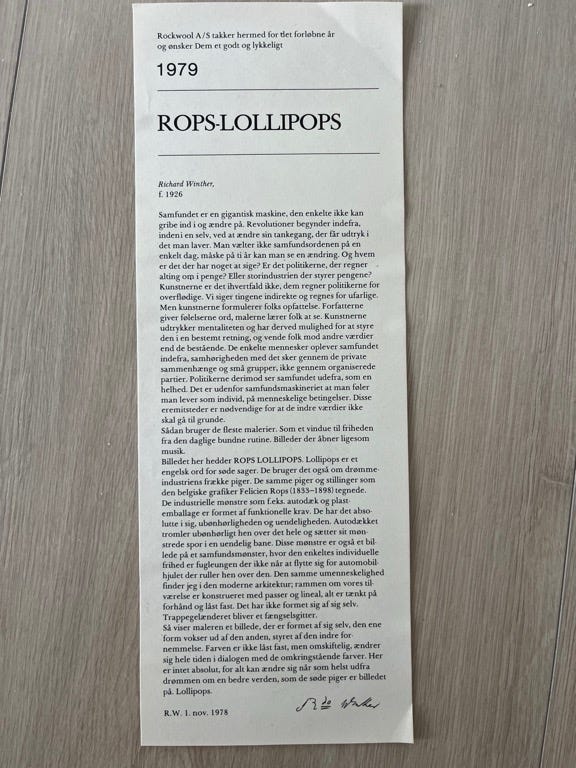 Rockwool A/S takker hermed for det forløbne år
og ønsker Dem et godt og lykkeligt
1979
ROPS-LOLLIPOPS
Richard Winther,
f. 1926
Samfundet er en gigantisk maskine, den enkelte ikke kan
gribe ind i og ændre på. Revolutioner begynder indefra,
inden i en selv, ved at ændre sin tankegang, der får udtryk i
det man laver. Man vælter ikke samfundsordenen på en
enkelt dag, måske på ti år kan man se en ændring. Og hvem
er det der har noget at sige? Er det politikerne, der regner
alting om i penge? Eller storindustrien der styrer pengene?
Kunstnerne er det ihvertfald ikke, dem regner politikerne for
overflødige. Vi siger tingene indirekte og regnes for ufarlige.
Men kunstnerne formulerer folks opfattelse. Forfatterne
giver følelserne ord, malerne lærer folk at se. Kunstnerne
udtrykker mentaliteten og har derved mulighed for at styre
den i en bestemt retning, og vende folk mod andre værdier
end de bestående. De enkelte mennesker oplever samfundet
indefra, samhørigheden med det sker gennem de private
sammenhænge og små grupper, ikke gennem organiserede
partier. Politikerne derimod ser samfundet udefra, som en
helhed. Det er udenfor samfundsmaskineriet at man føler
man lever som individ, på menneskelige betingelser. Disse
eremitsteder er nødvendige for at de indre værdier ikke
skal gå til grunde.
Sådan bruger de fleste malerier. Som et vindue til friheden
fra den daglige bundne rutine. Billeder der åbner ligesom
musik.
Billedet her hedder ROPS LOLLIPOPS. Lollipops er et
engelsk ord for søde sager. De bruger det også om drømme-
industriens frække piger. De samme piger og stillinger som
den belgiske grafiker Felicien Rops (1833–1898) tegnede.
De industrielle mønstre som f.eks. autodæk og plast-
emballage er formet af funktionelle krav. De har det abso-
lutte i sig, ubønhørligheden og uendeligheden. Autodækket
tromler ubønhørligt hen over det hele og sætter sit møn-
strede spor i en uendelig bane. Disse mønstre er også et bil-
lede på et samfundsmønster, hvor den enkeltes individuelle
frihed er fugleungen der ikke når at flytte sig for automobil-
hjulet der ruller hen over den. Den samme umenneskelighed
finder jeg i den moderne arkitektur; rammen om vores til-
værelse er konstrueret med passer og lineal, alt er tænkt på
forhånd og låst fast. Det har ikke formet sig af sig selv.
Trappegelænderet bliver et fængselsgitter.
Så viser maleren et billede, der er formet af sig selv, den ene
form vokser ud af den anden, styret af den indre for-
nemmelse. Farven er ikke låst fast, men omskiftelig, ændrer
sig hele tiden i dialogen med de omkringstående farver. Her
er intet absolut, for alt kan ændre sig når som helst udfra
drømmen om en bedre verden, som de søde piger er billedet
på. Lollipops.
R.W. 1. nov. 1978